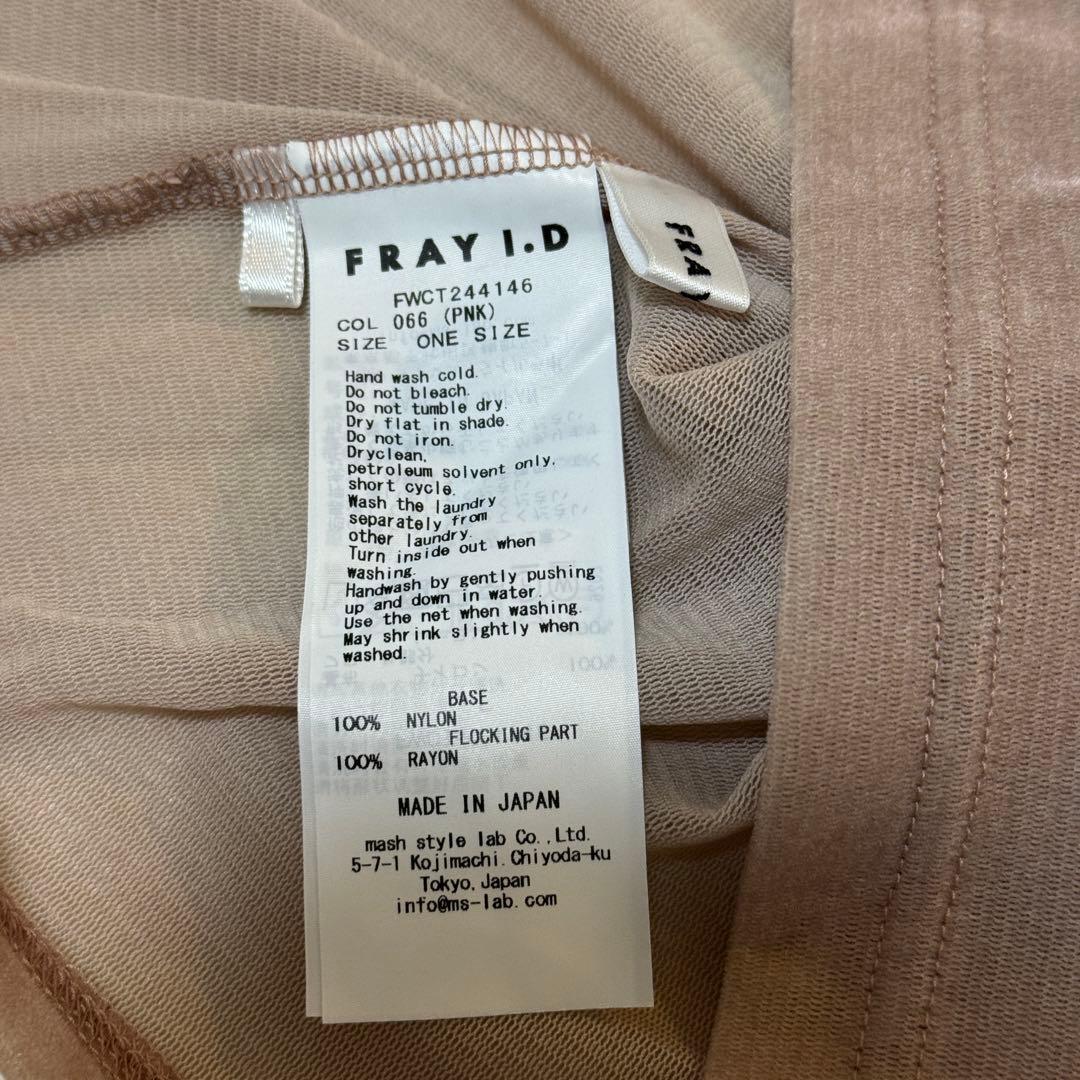 FRAY I.D
FRA
FWCT244146
COL 066 (PNK)
SIZE ONE SIZE
Hand wash cold.
Do not bleach.
Do not tumble dry.
Dry flat in shade.
Do not iron.
Dryclean,
petroleum solvent only,
short cycle.
Wash the laundry
separately from
other laundry.
Turn inside out when
washing.
Handwash by gently pushing
up and down in water.
Use the net when washing.
May shrink slightly when
washed.
BASE
100% NYLON
FLOCKING PART
100% RAYON
MADE IN JAPAN
mash style lab Co.,Ltd.
5-7-1 Kojimachi.Chiyoda-ku
Tokyo,Japan
info@ms-lab.com